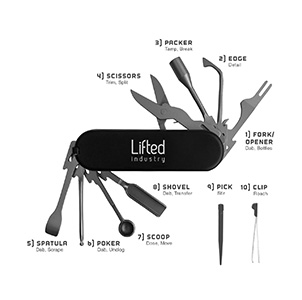 3] PACKER
Tamp, Break
2] EDGE
Detail
4] SCISSORS
Trim, Split
Lifted
Industry
1] FORK/
OPENER
Dab, Bottles
8] SHOVEL
Dab, Transfer
9] PICK
Stir
10] CLIP
Pinch
5] SPATULA
Dab, Scrape
6] POKER
Dab, Unclog
7] SCOOP
Dose, Move